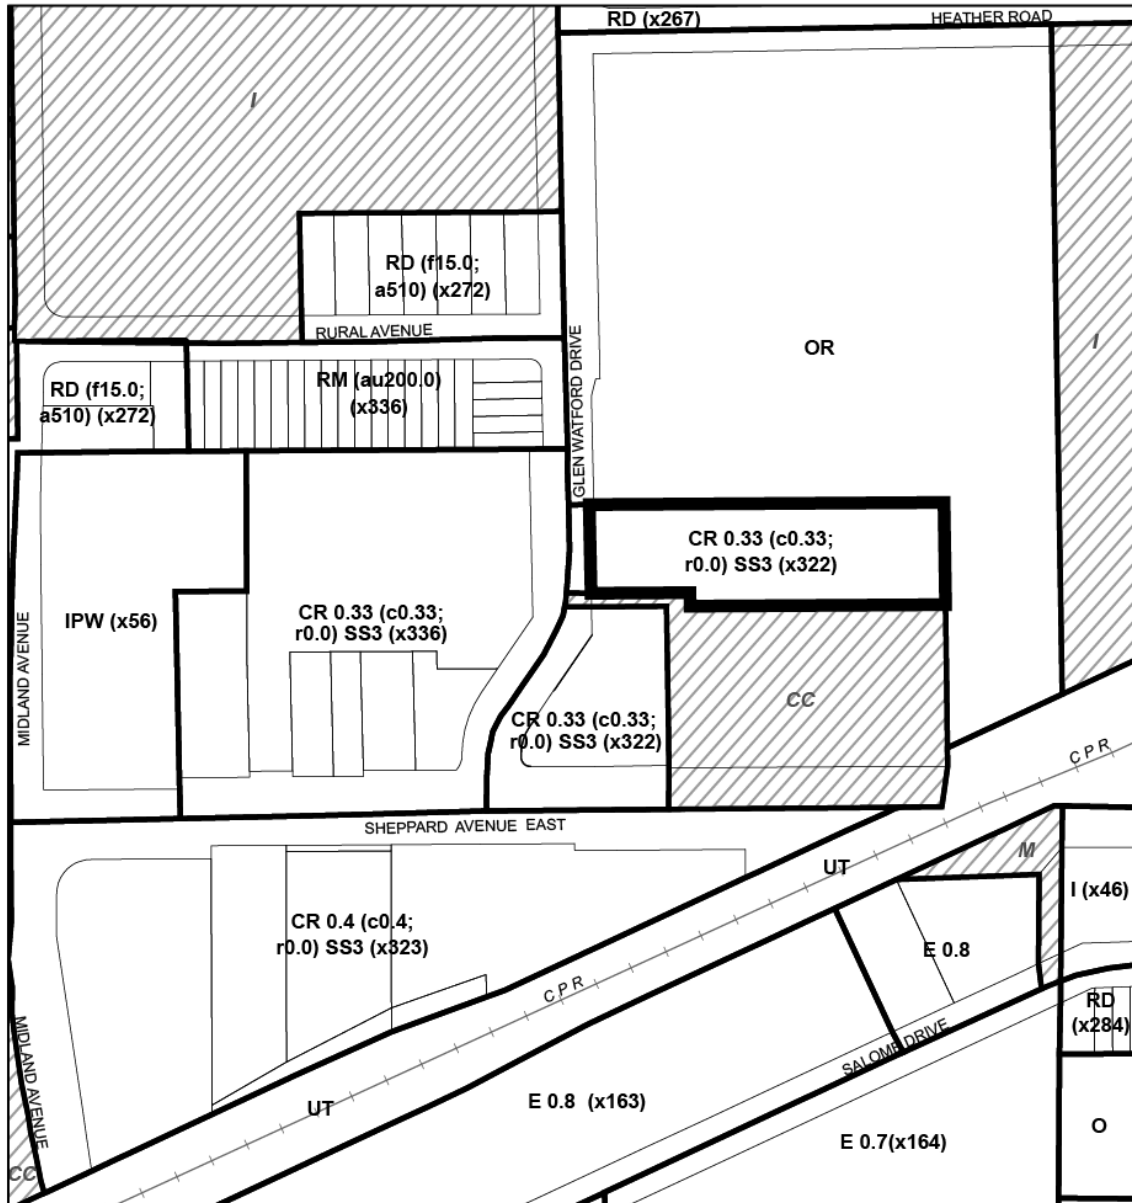 RD (x267)
HEATHER ROAD
I
RD (f15.0;
a510) (x272)
RURAL AVENUE
OR
I
RD (f15.0;
a510) (x272)
RM (au200.0)
(x336)
GLEN WATFORD DRIVE
CR 0.33 (c0.33;
r0.0) SS3 (x322)
MIDLAND AVENUE
IPW (x56)
CR 0.33 (c0.33;
r0.0) SS3 (x336)
CC
CR 0.33 (c0.33;
r0.0) SS3 (x322)
CPR
SHEPPARD AVENUE EAST
M
UT
I (x46)
CR 0.4 (c0.4;
r0.0) SS3 (x323)
E 0.8
CPR
RD
(x284)
MIDLAND AVENUE
SALOME DRIVE
UT
E 0.8 (x163)
E 0.7(x164)
O
CC